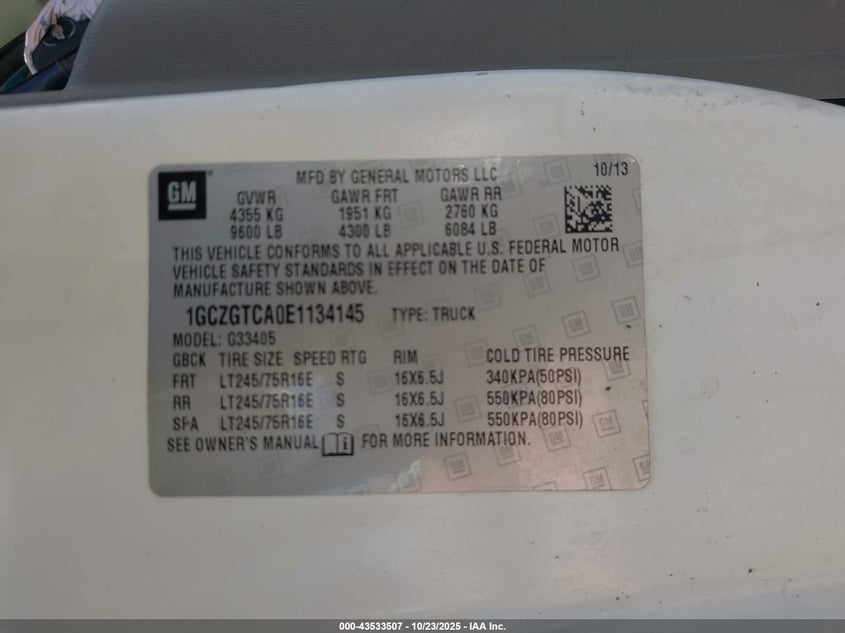 GM
MFD BY GENERAL MOTORS LLC 10/13
GVWR GAWR FRT GAWR RR
4355 KG 1951 KG 2760 KG
9600 LB 4300 LB 6084 LB
THIS VEHICLE CONFORMS TO ALL APPLICABLE U.S. FEDERAL MOTOR
VEHICLE SAFETY STANDARDS IN EFFECT ON THE DATE OF
MANUFACTURE SHOWN ABOVE.
1GCZGTCA0E1134145 TYPE: TRUCK
MODEL: G33405
GBCK TIRE SIZE SPEED RTG RIM COLD TIRE PRESSURE
FRT LT245/75R16E S 16X6.5J 340KPA(50PSI)
RR LT245/75R16E S 16X6.5J 550KPA(80PSI)
SPA LT245/75R16E S 16X6.5J 550KPA(80PSI)
SEE OWNER'S MANUAL FOR MORE INFORMATION.
000-43533507 - 10/23/2025 - IAA Inc.